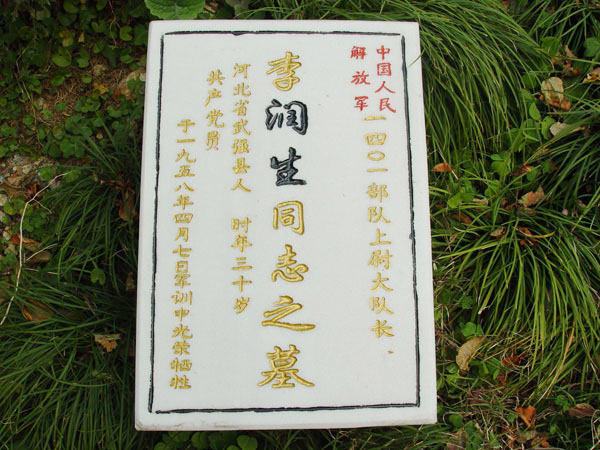 中国人民
解放军
一四〇一部队上尉大队长
李润生同志之墓
河北省武强县人 时年三十岁
共产党员
于一九五八年四月七日军训中光荣牺牲